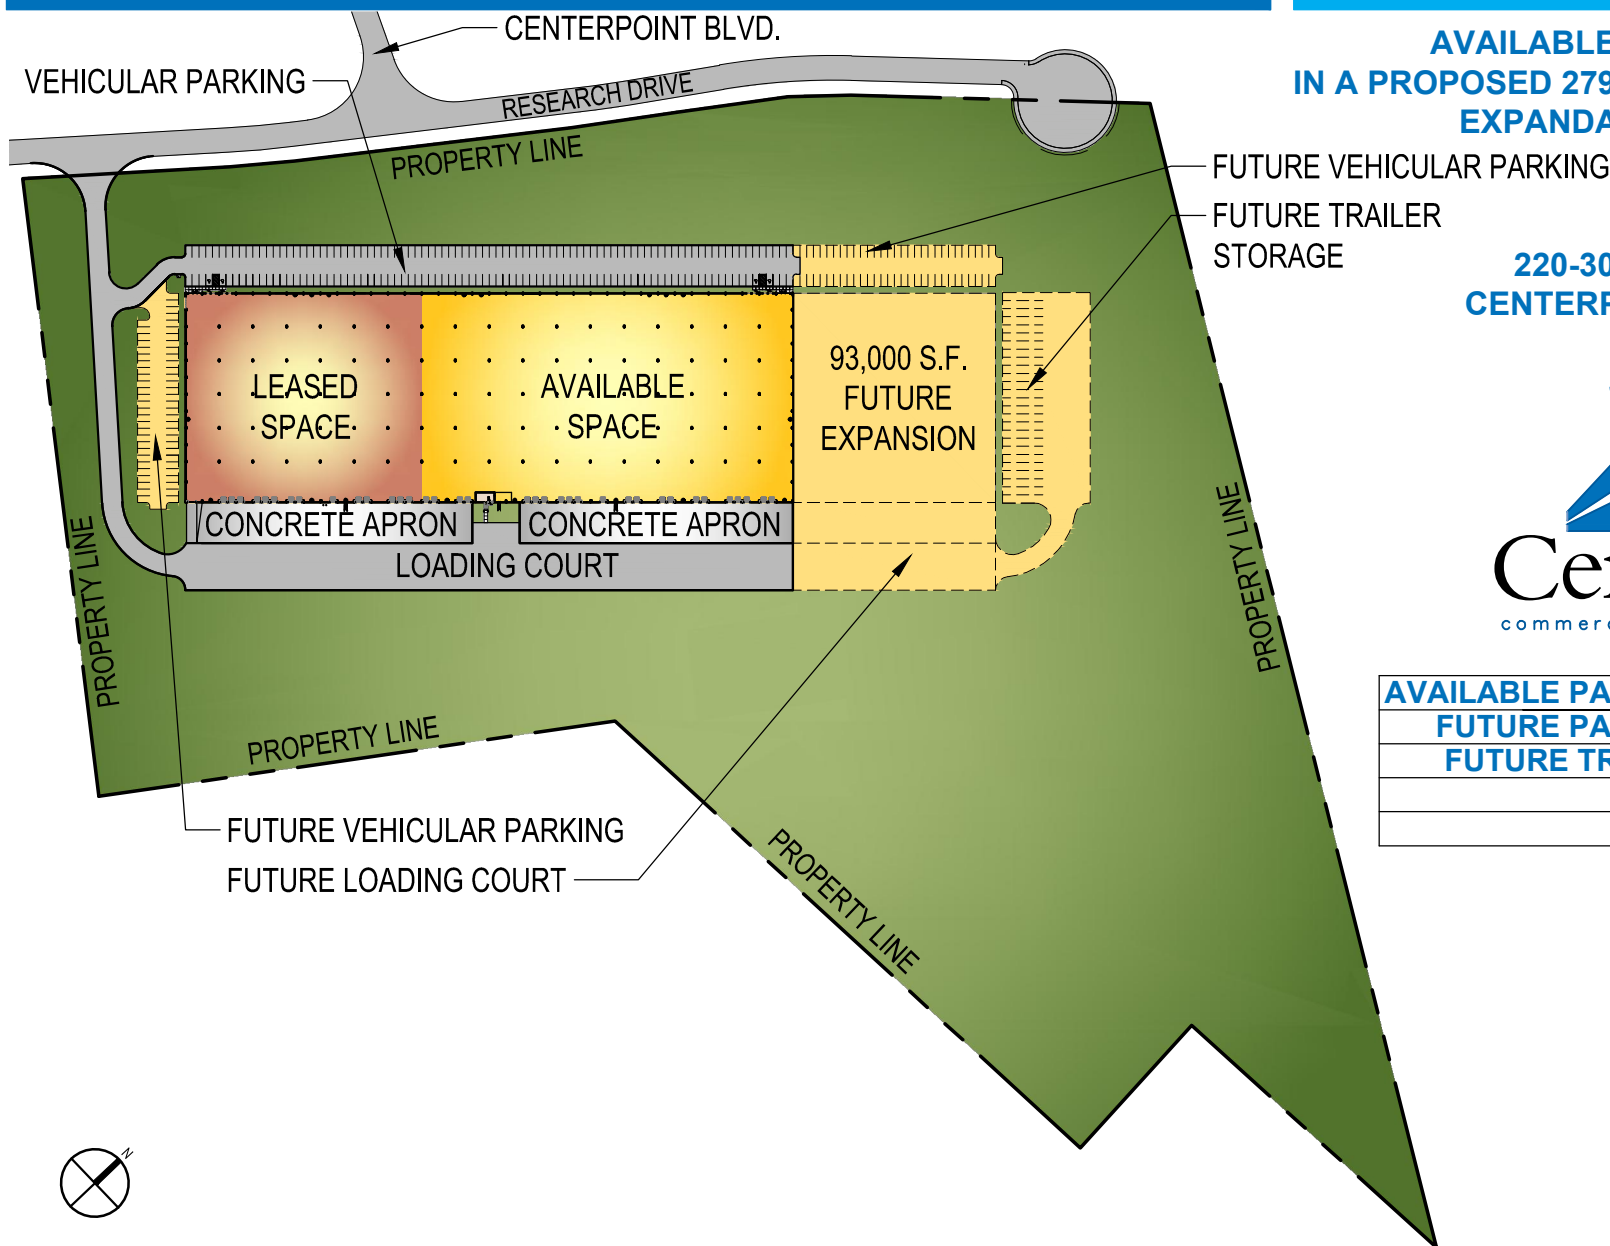 CENTERPOINT BLVD.
VEHICULAR PARKING
RESEARCH DRIVE
PROPERTY LINE
AVAILABLE
IN A PROPOSED 279
EXPANDA
FUTURE VEHICULAR PARKING
FUTURE TRAILER
STORAGE
220-30
CENTERP
LEASED
SPACE
AVAILABLE
SPACE
93,000 S.F.
FUTURE
EXPANSION
CONCRETE APRON
CONCRETE APRON
LOADING COURT
PROPERTY LINE
PROPERTY LINE
Cen
commerc
AVAILABLE PA
FUTURE PA
FUTURE TR
PROPERTY LINE
FUTURE VEHICULAR PARKING
FUTURE LOADING COURT
PROPERTY LINE
N